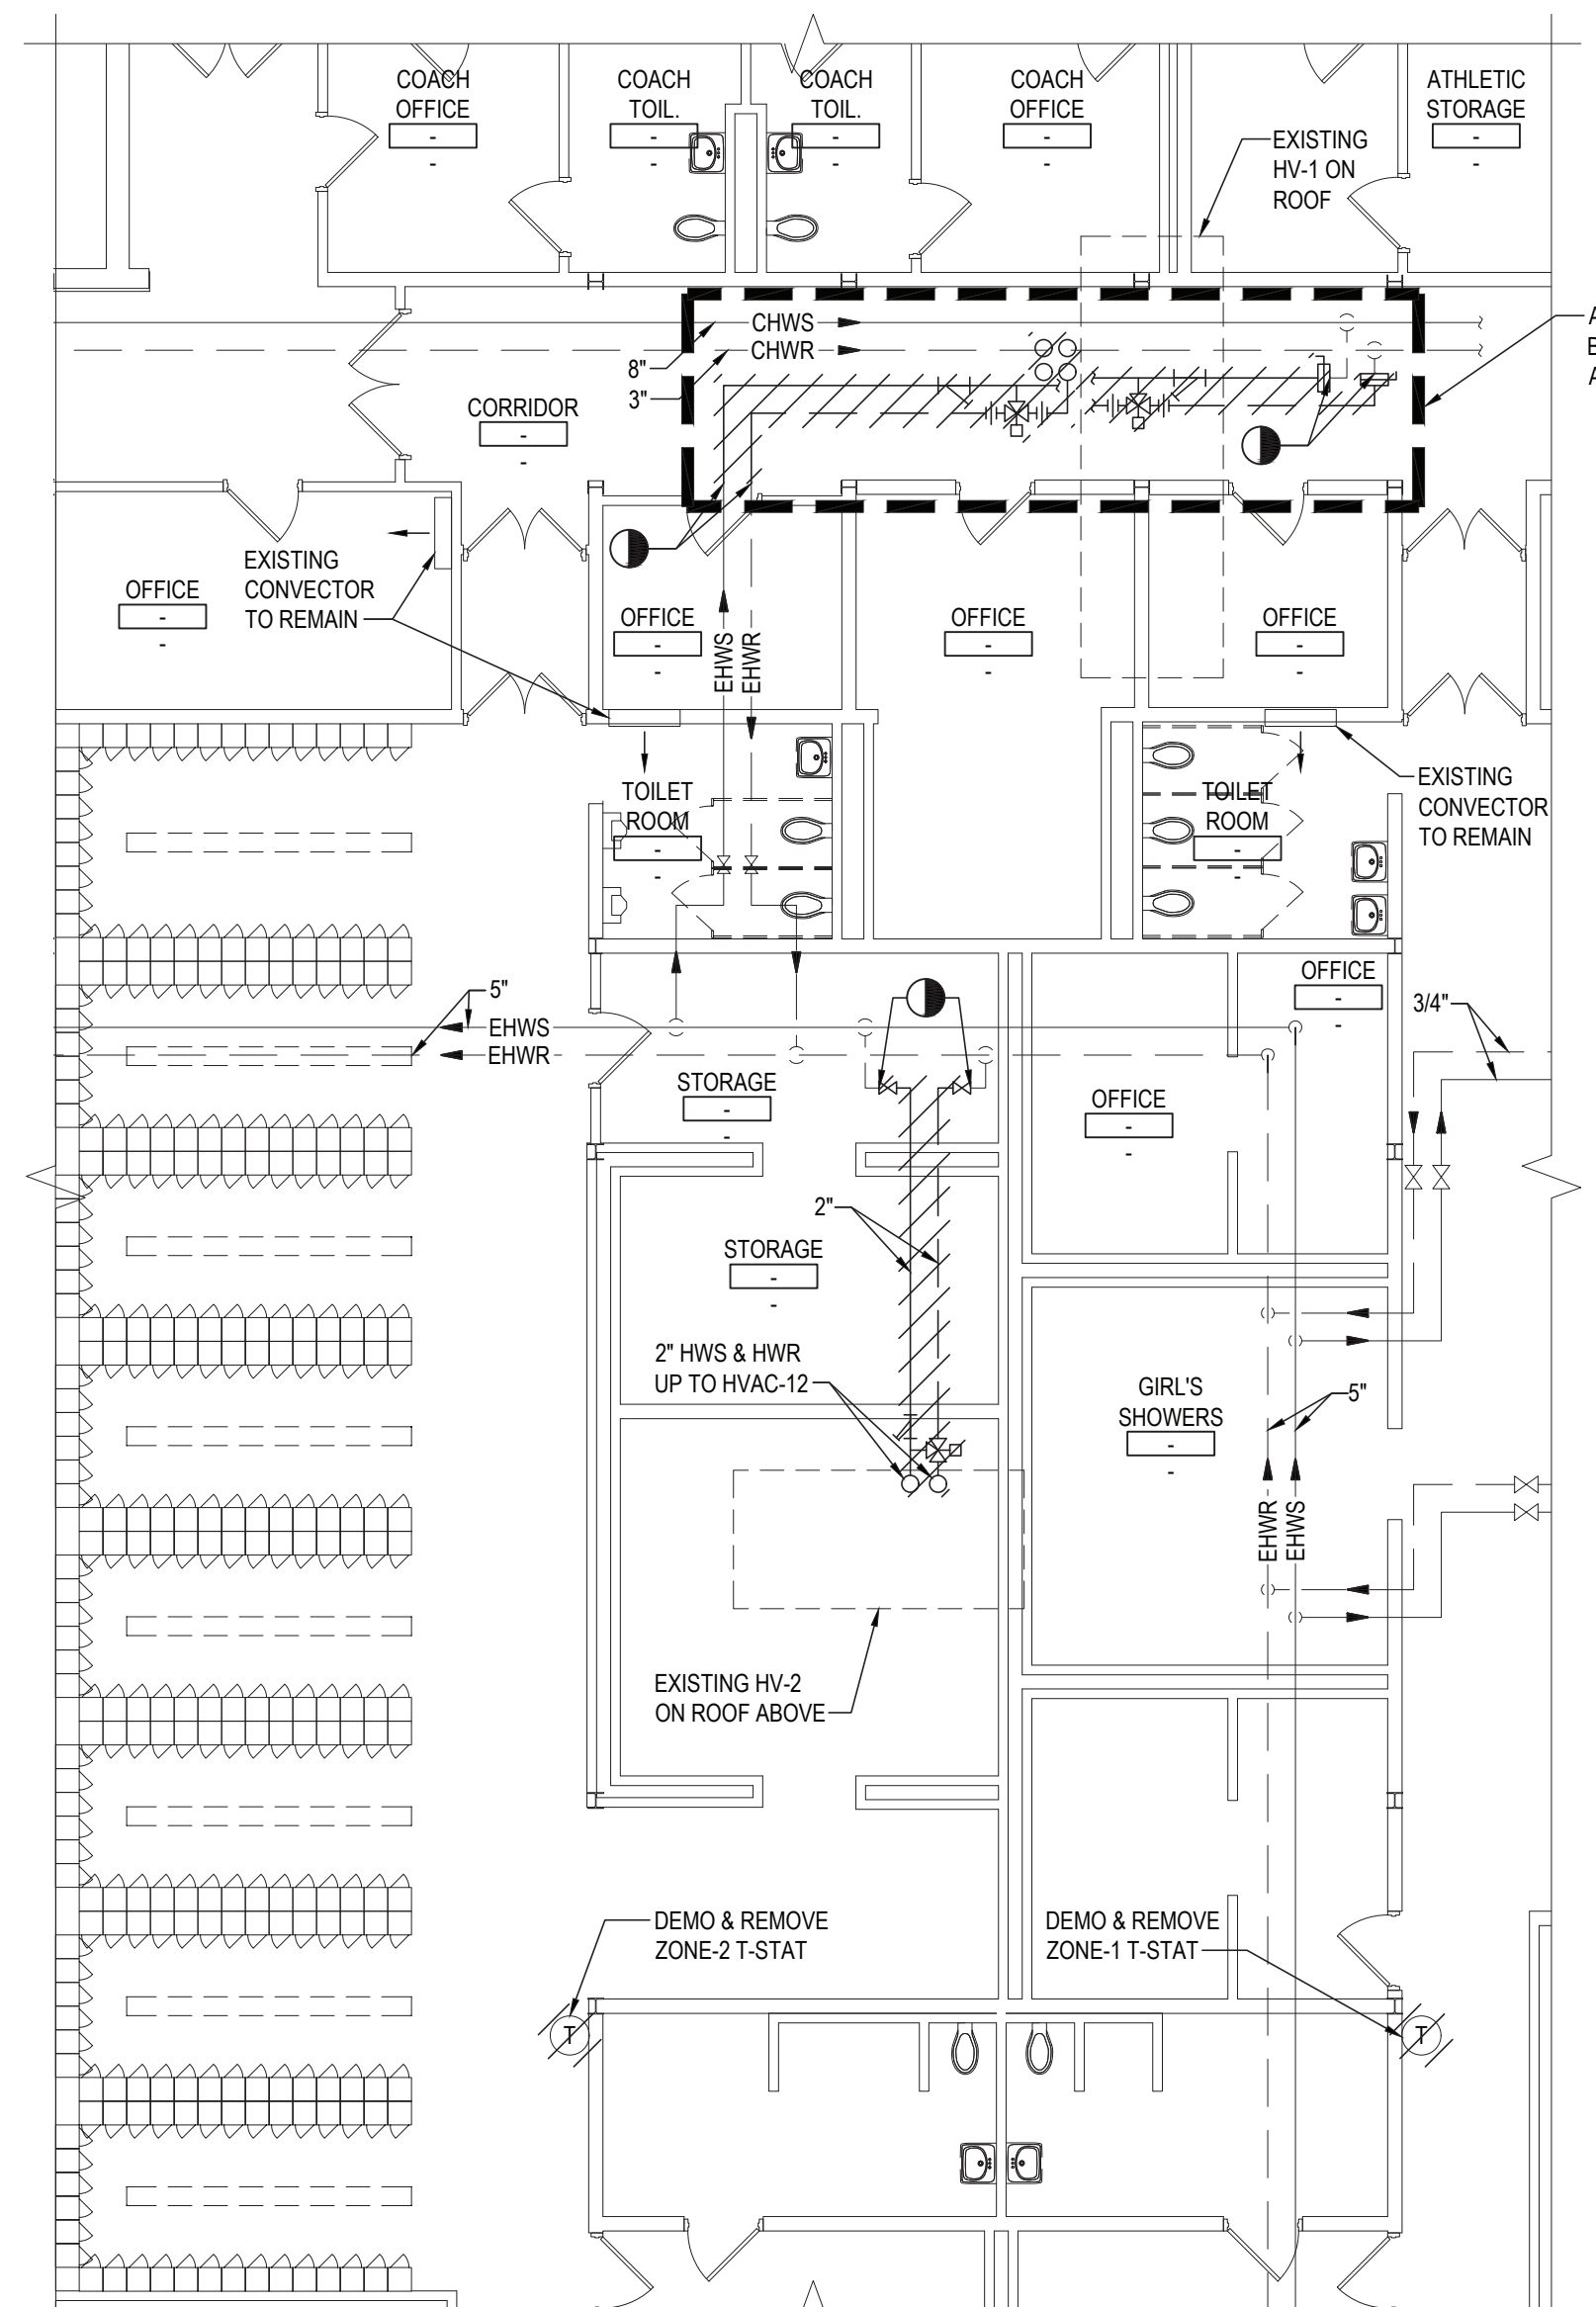 COACH
OFFICE
-
-
COACH
TOIL.
-
-
COACH
TOIL.
-
-
COACH
OFFICE
-
-
ATHLETIC
STORAGE
-
-
EXISTING
HV-1 ON
ROOF
CHWS
CHWR
8"
3"
CORRIDOR
-
-
EXISTING
CONVECTOR
TO REMAIN
OFFICE
-
-
OFFICE
-
-
EHWS
EHWR
OFFICE
-
-
OFFICE
-
-
TOILET
ROOM
-
-
TOILET
ROOM
-
-
EXISTING
CONVECTOR
TO REMAIN
5"
EHWS
EHWR
OFFICE
-
-
3/4"
STORAGE
-
-
OFFICE
-
-
2"
STORAGE
-
-
2" HWS & HWR
UP TO HVAC-12
GIRL'S
SHOWERS
-
-
5"
EHWR
EHWS
EXISTING HV-2
ON ROOF ABOVE
DEMO & REMOVE
ZONE-2 T-STAT
DEMO & REMOVE
ZONE-1 T-STAT
T
T